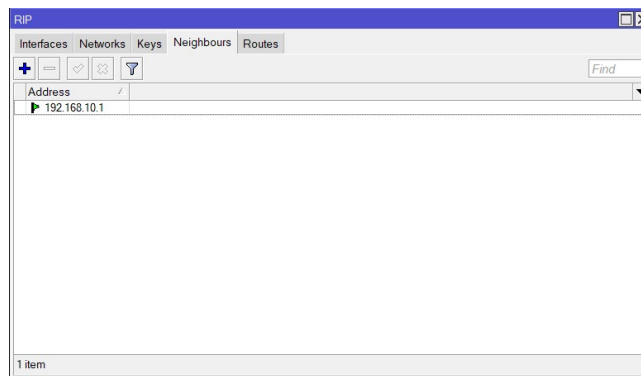 RIP
Interfaces Networks Keys Neighbours Routes
Find
Address
192.168.10.1
1 item